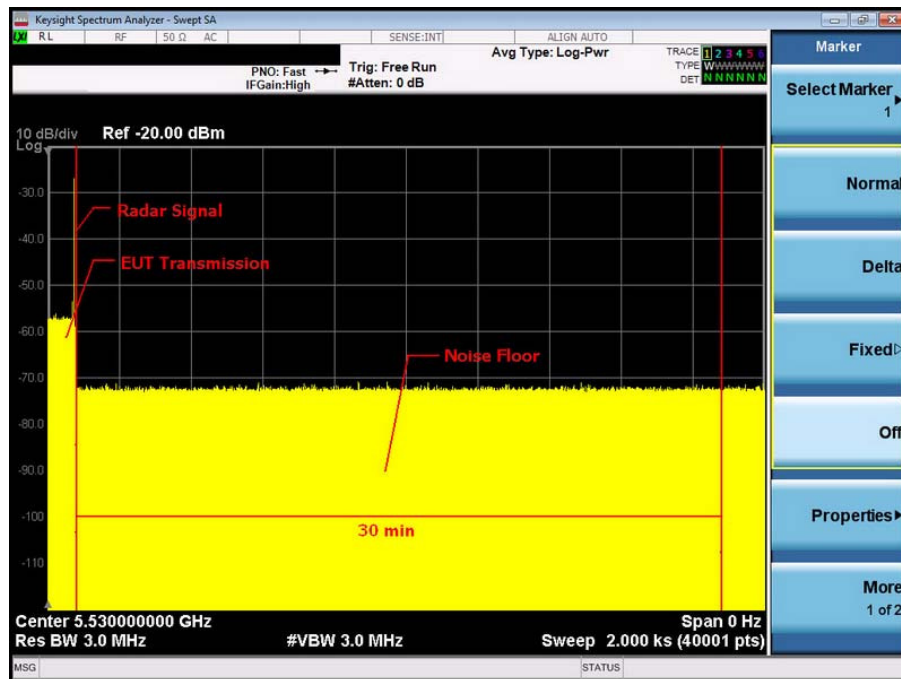 Keysight Spectrum Analyzer - Swept SA
LXI RL RF 50 Ω AC SENSE:INT ALIGN AUTO
Avg Type: Log-Pwr
TRACE 1 2 3 4 5 6
TYPE WWWWWW
DET N N N N N N
PNO: Fast
IFGain:High
Trig: Free Run
#Atten: 0 dB
10 dB/div
Log
Ref -20.00 dBm
-30.0
-40.0
-50.0
-60.0
-70.0
-80.0
-90.0
-100
-110
Radar Signal
EUT Transmission
Noise Floor
30 min
Center 5.530000000 GHz
Span 0 Hz
Res BW 3.0 MHz
#VBW 3.0 MHz
Sweep 2.000 ks (40001 pts)
MSG
STATUS
Marker
Select Marker
1
Normal
Delta
Fixed
Off
Properties
More
1 of 2